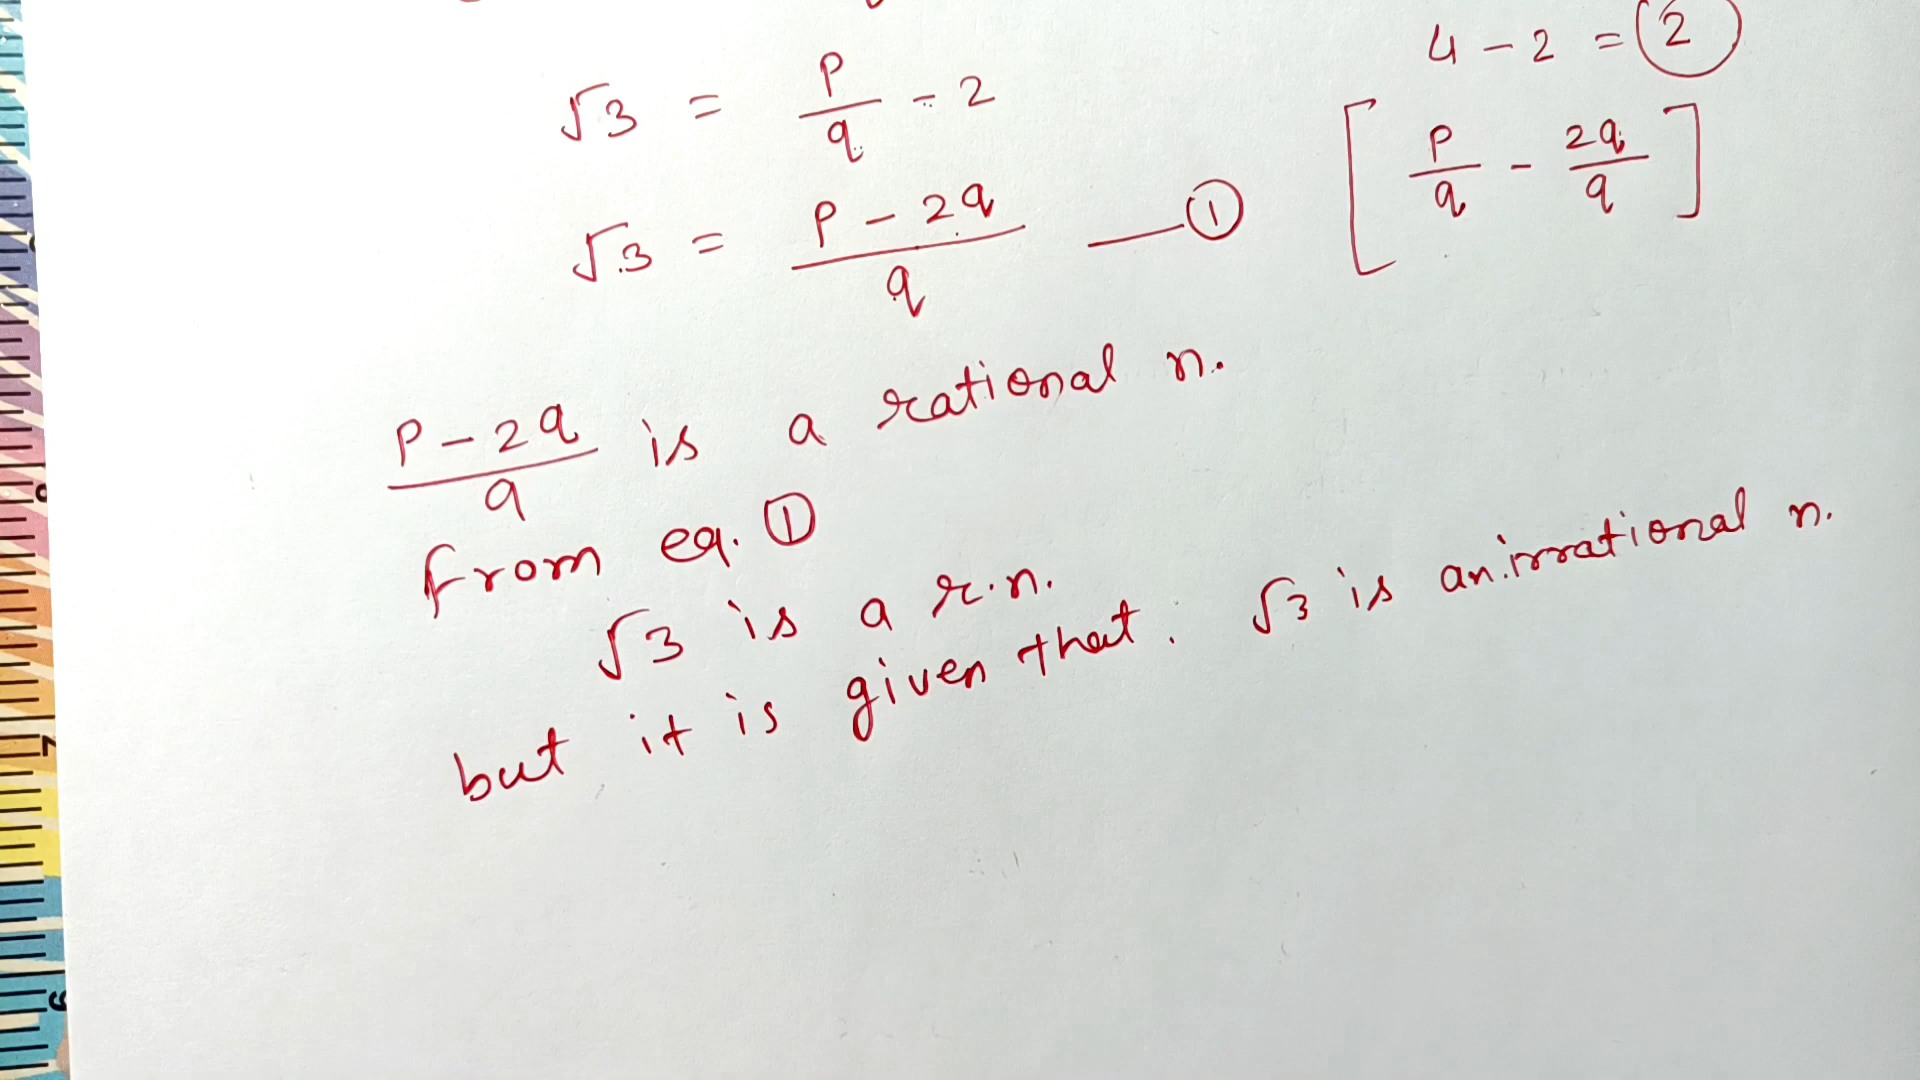 √3 = p/q - 2
4 - 2 = 2
[p/q - 2q/q]
√3 = (p - 2q)/q — ①
(p - 2q)/q is a rational n.
from eq. ①
√3 is a r.n.
but it is given that. √3 is an irrational n.